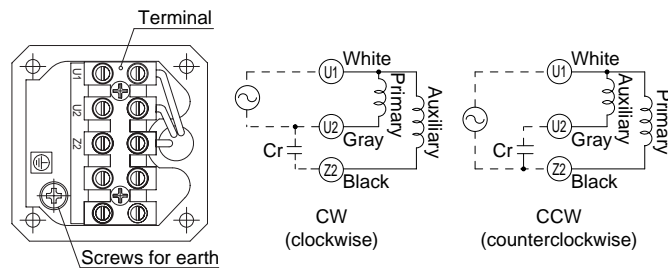 Terminal
U1
U2
Z2
Screws for earth
U1
White
Primary
Auxiliary
U2
Gray
Cr
Z2
Black
CW
(clockwise)
U1
White
Auxiliary
Primary
U2
Gray
Cr
Z2
Black
CCW
(counterclockwise)